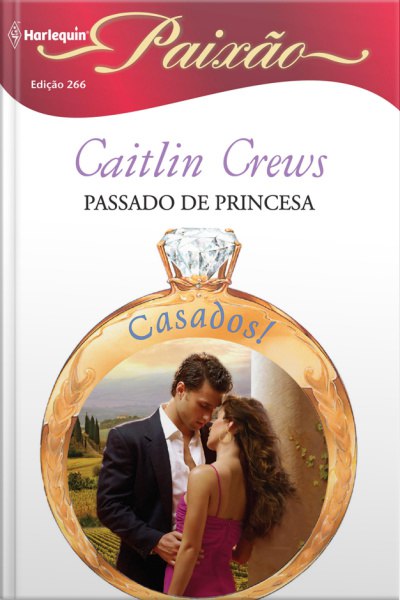 Harlequin
Paixão
Edição 266
Caitlin Crews
PASSADO DE PRINCESA
Casados!